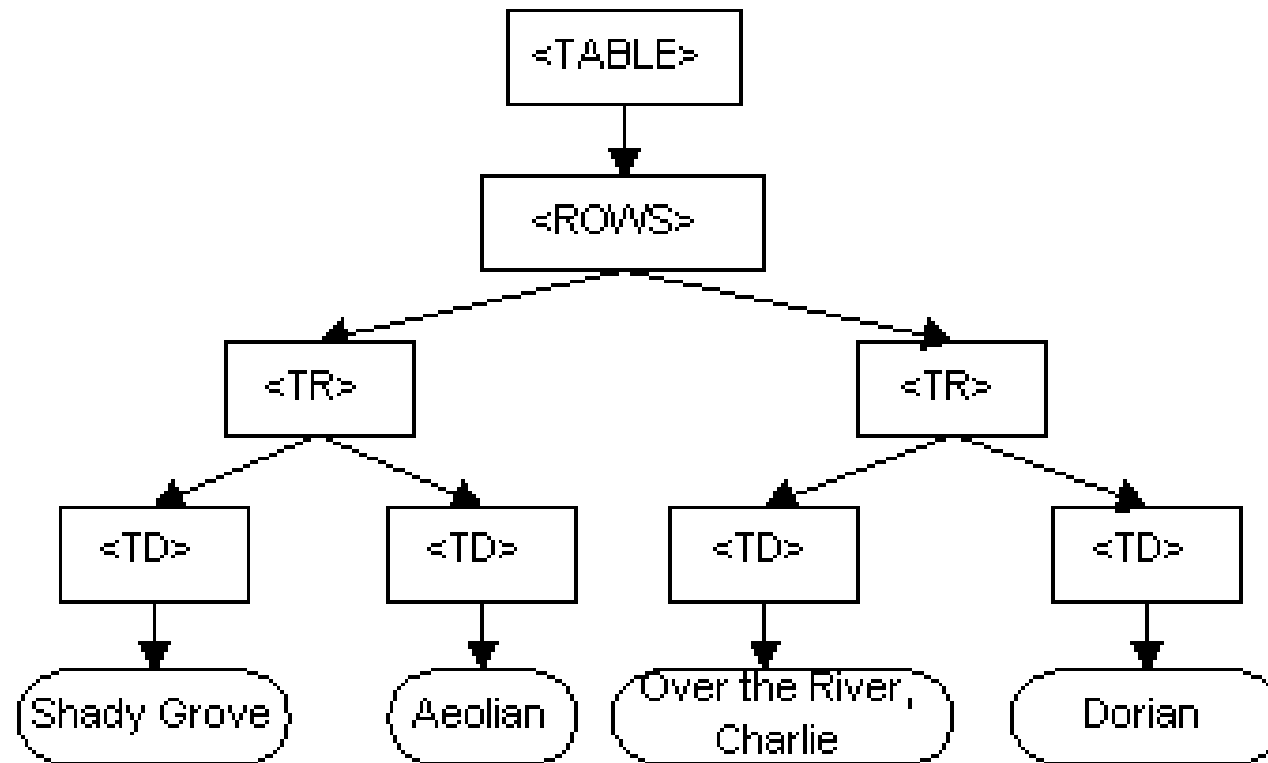 <TABLE>
<ROWS>
<TR>
<TR>
<TD>
<TD>
<TD>
<TD>
Shady Grove
Aeolian
Over the River,
Charlie
Dorian